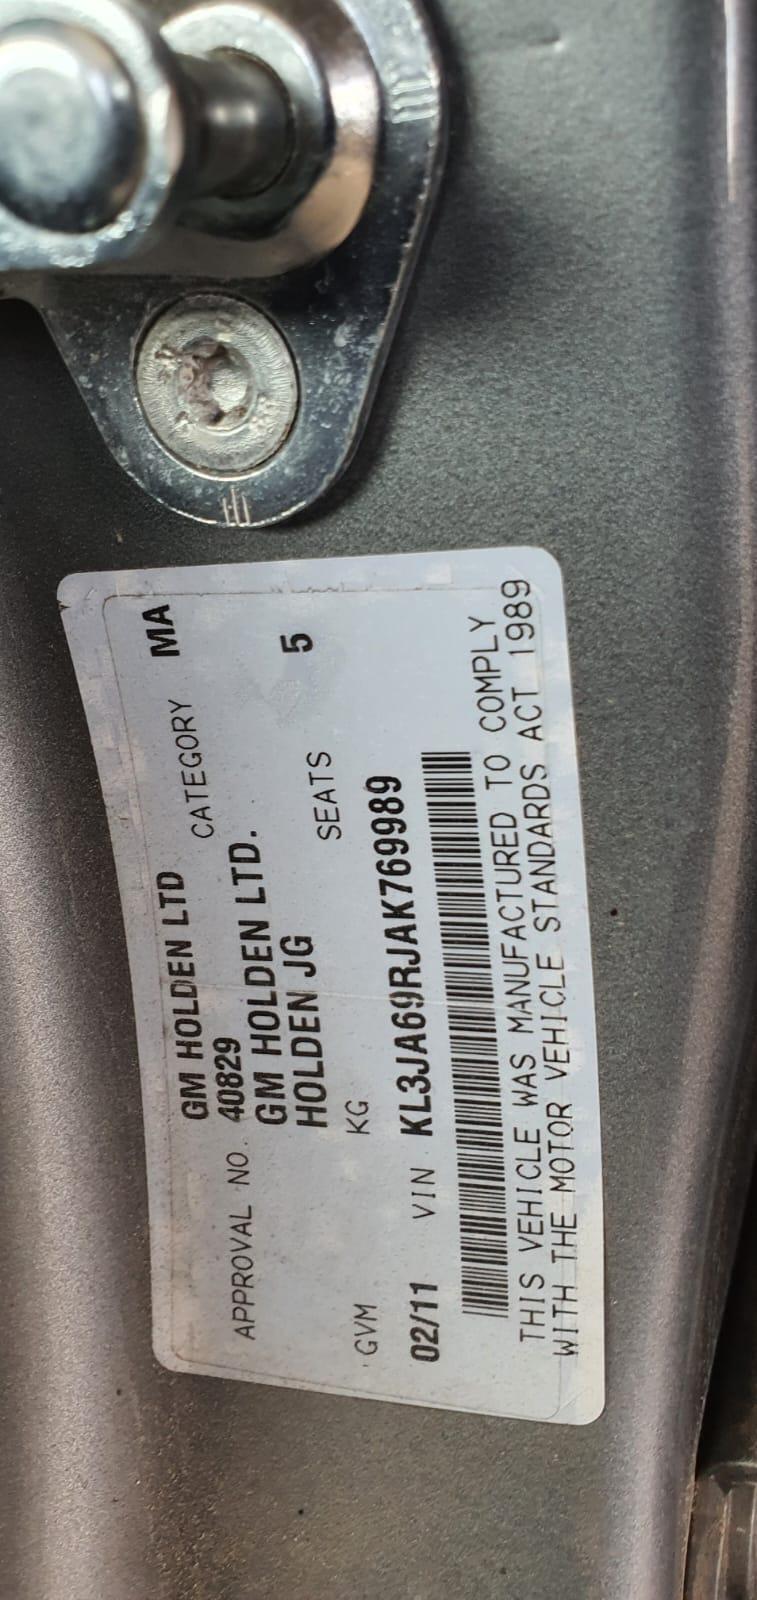 GM HOLDEN LTD
APPROVAL NO. 40829 CATEGORY MA
GM HOLDEN LTD.
HOLDEN JG
GVM KG SEATS 5
02/11 VIN KL3JA69RJAK769989
THIS VEHICLE WAS MANUFACTURED TO COMPLY
WITH THE MOTOR VEHICLE STANDARDS ACT 1989